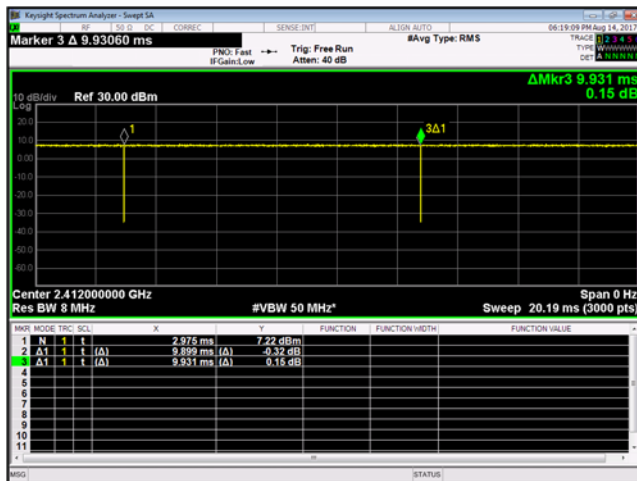 Keysight Spectrum Analyzer - Swept SA
RF 50 Ω DC CORREC SENSE:INT ALIGN AUTO 06:19:09 PM Aug 14, 2017
Marker 3 Δ 9.93060 ms
PNO: Fast Trig: Free Run #Avg Type: RMS TRACE 1 2 3 4 5
IFGain:Low Atten: 40 dB TYPE
DET A N N N N
ΔMkr3 9.931 ms
0.15 dB
10 dB/div Ref 30.00 dBm
Log
20.0
1 3Δ1
10.0
0.00
-10.0
-20.0
-30.0
-40.0
-50.0
-60.0
Center 2.412000000 GHz Span 0 Hz
Res BW 8 MHz #VBW 50 MHz* Sweep 20.19 ms (3000 pts)
MKR MODE TRC SCL X Y FUNCTION FUNCTION WIDTH FUNCTION VALUE
1 N 1 t 2.975 ms 7.22 dBm
2 Δ1 1 t (Δ) 9.899 ms (Δ) -0.32 dB
3 Δ1 1 t (Δ) 9.931 ms (Δ) 0.15 dB
4
5
6
7
8
9
10
11
MSG STATUS